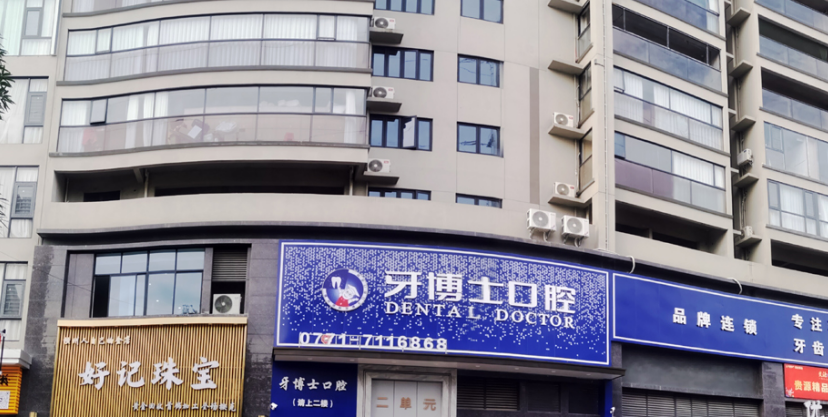 牙博士口腔
DENTAL DOCTOR
0771-7116868
品牌连锁
专注
牙齿
好记珠宝
牙博士口腔
(请上二楼)
二单元